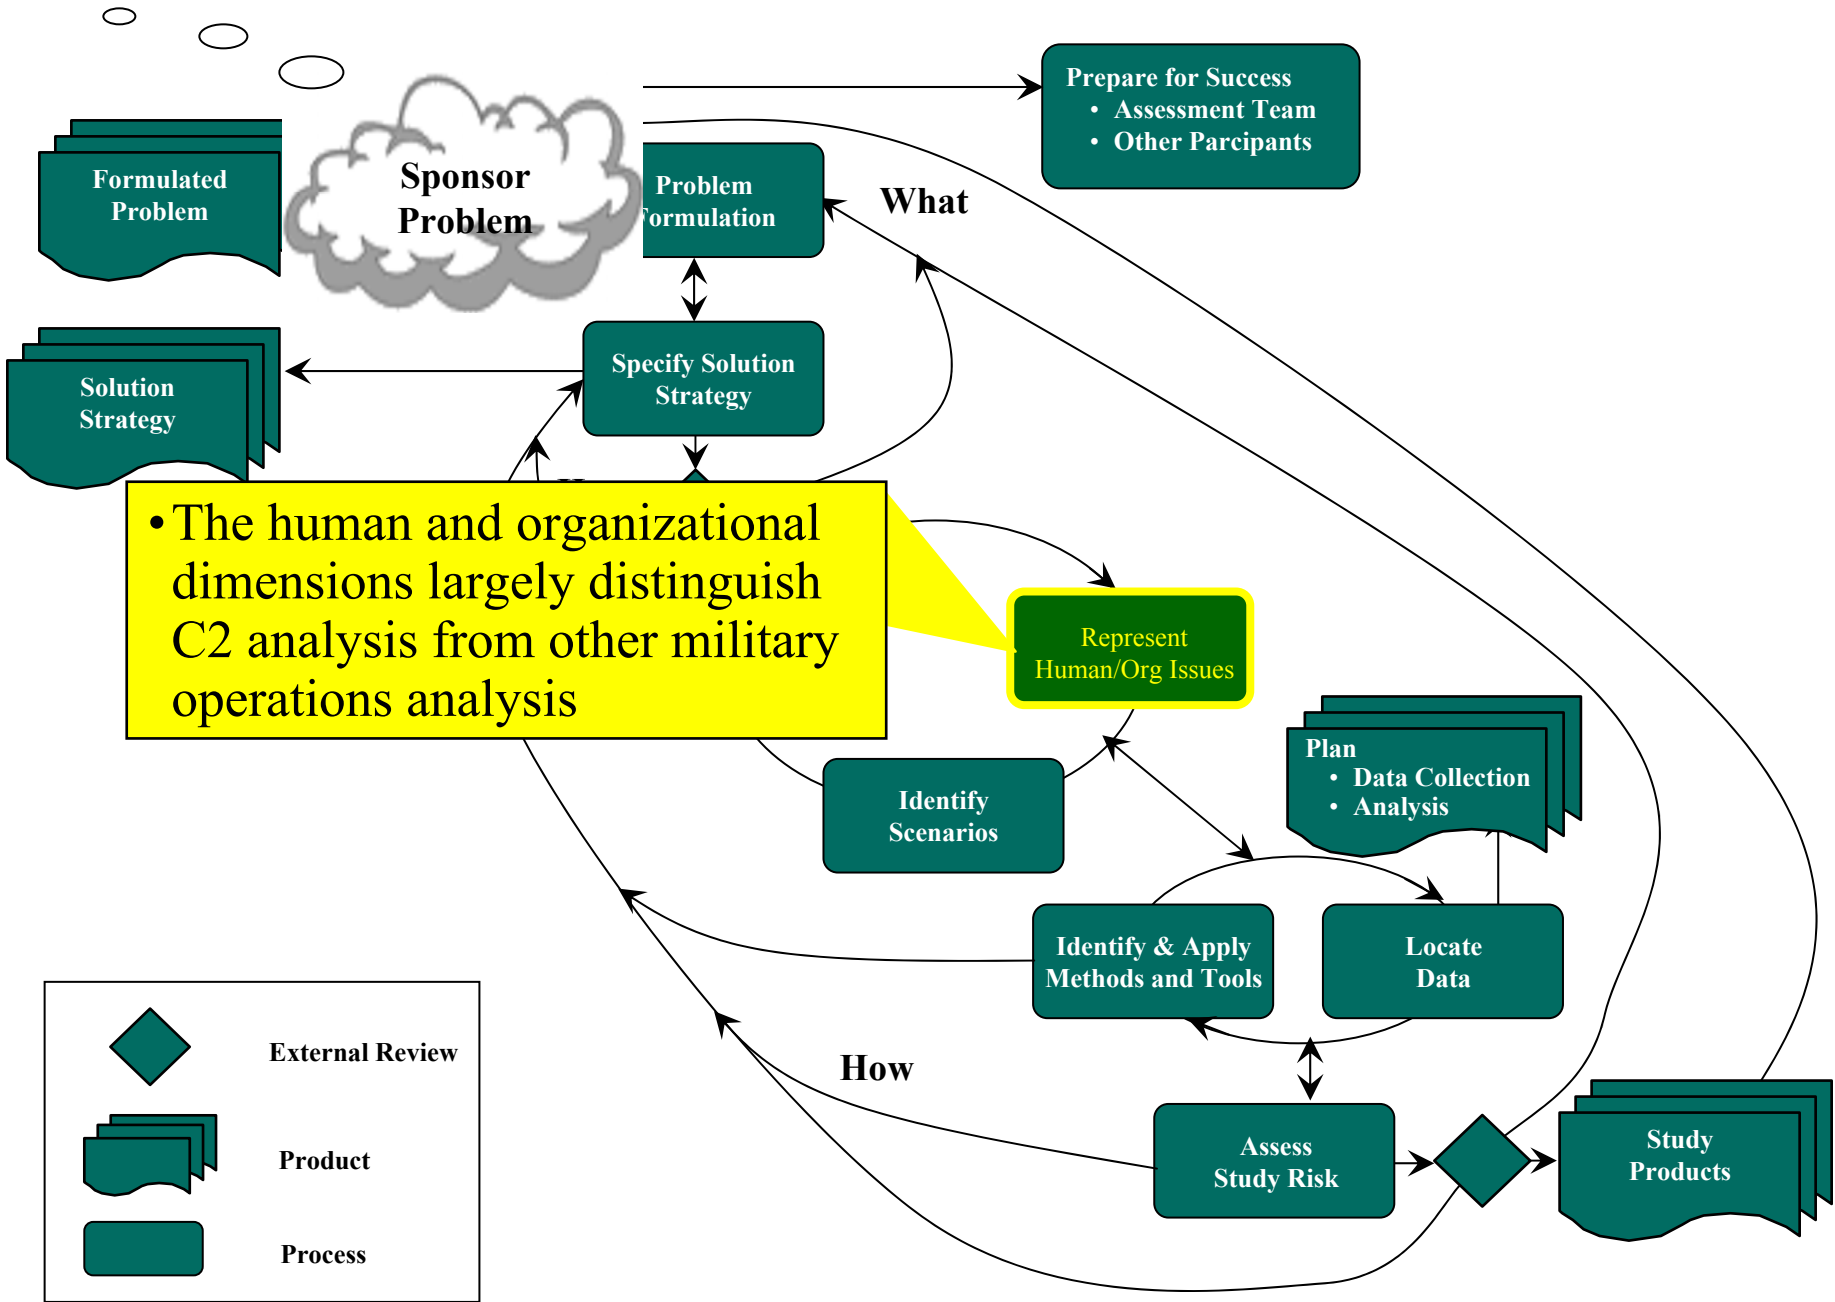 Prepare for Success
• Assessment Team
• Other Parcipants
Sponsor
Problem
Formulated
Problem
Problem
ormulation
What
Specify Solution
Strategy
Solution
Strategy
• The human and organizational
dimensions largely distinguish
C2 analysis from other military
operations analysis
Represent
Human/Org Issues
Identify
Scenarios
Plan
• Data Collection
• Analysis
Identify & Apply
Methods and Tools
Locate
Data
How
Assess
Study Risk
Study
Products
External Review
Product
Process